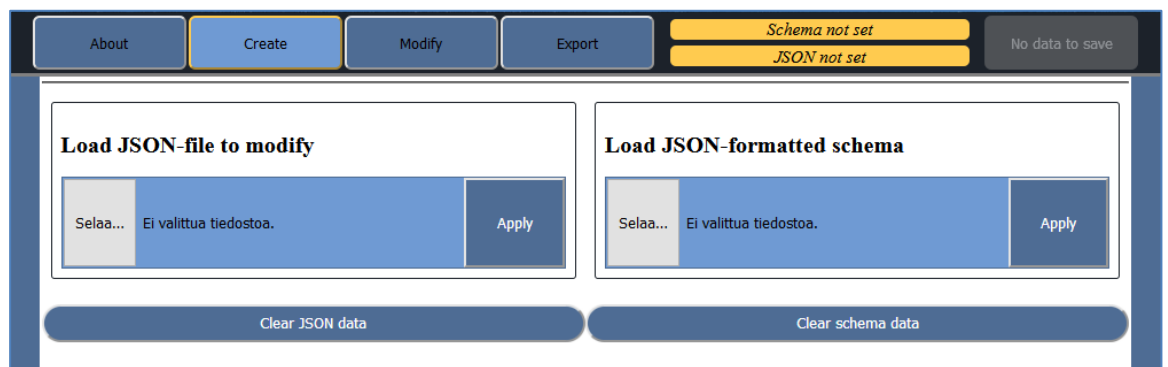 About
Create
Modify
Export
Schema not set
JSON not set
No data to save
Load JSON-file to modify
Selaa... Ei valittua tiedostoa. Apply
Load JSON-formatted schema
Selaa... Ei valittua tiedostoa. Apply
Clear JSON data
Clear schema data